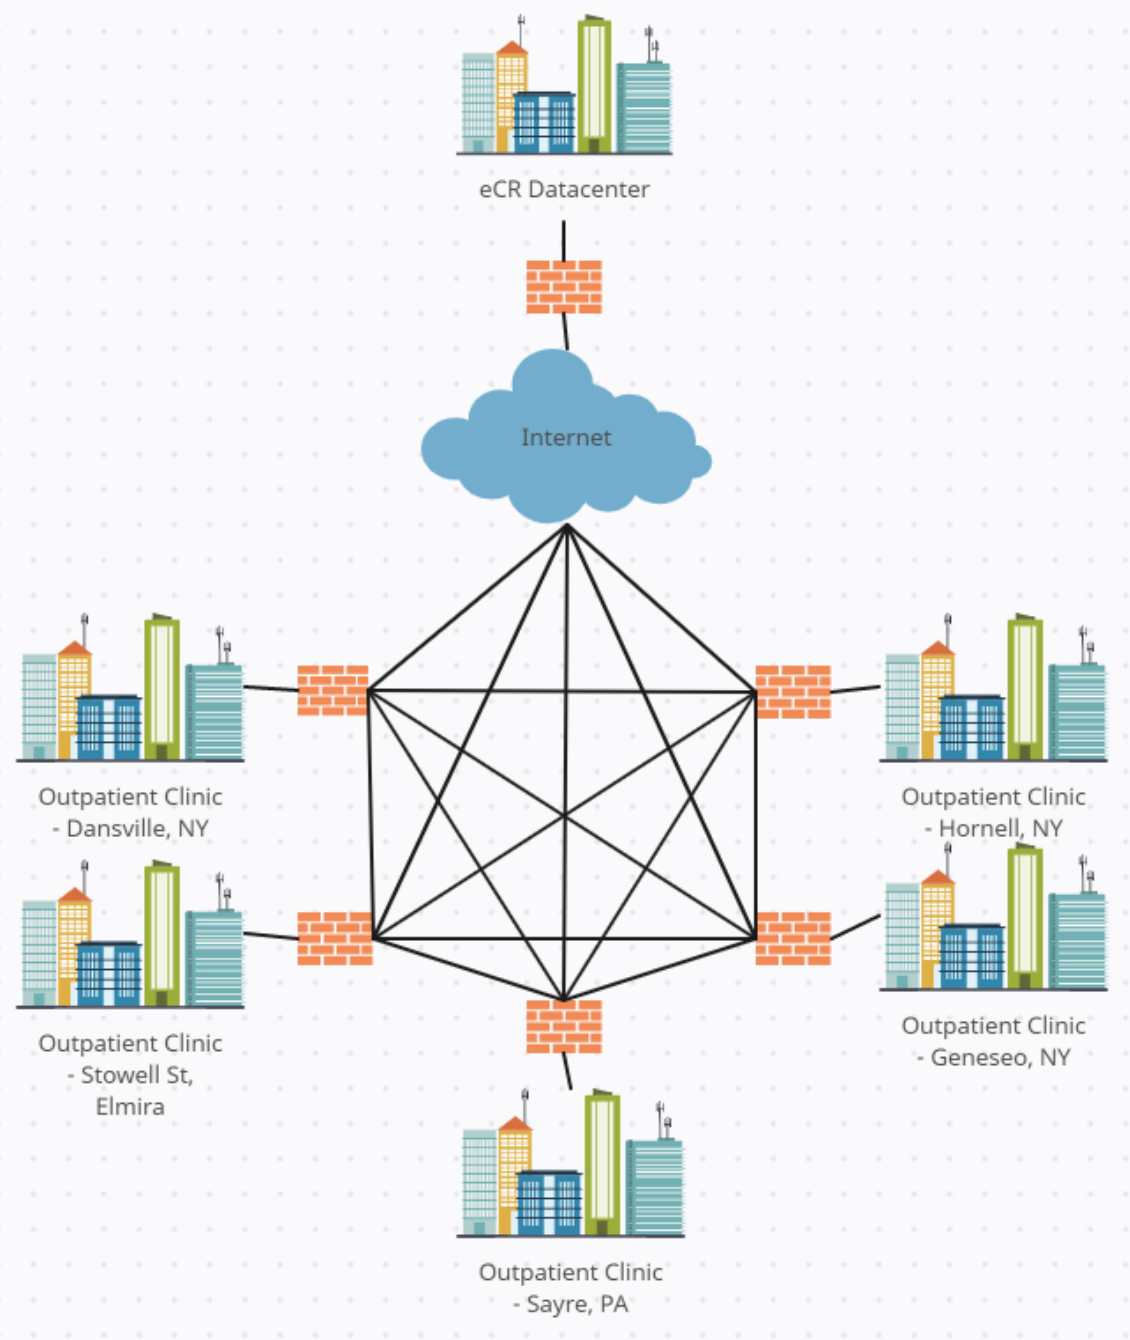 eCR Datacenter
Internet
Outpatient Clinic
- Dansville, NY
Outpatient Clinic
- Hornell, NY
Outpatient Clinic
- Stowell St,
Elmira
Outpatient Clinic
- Geneseo, NY
Outpatient Clinic
- Sayre, PA